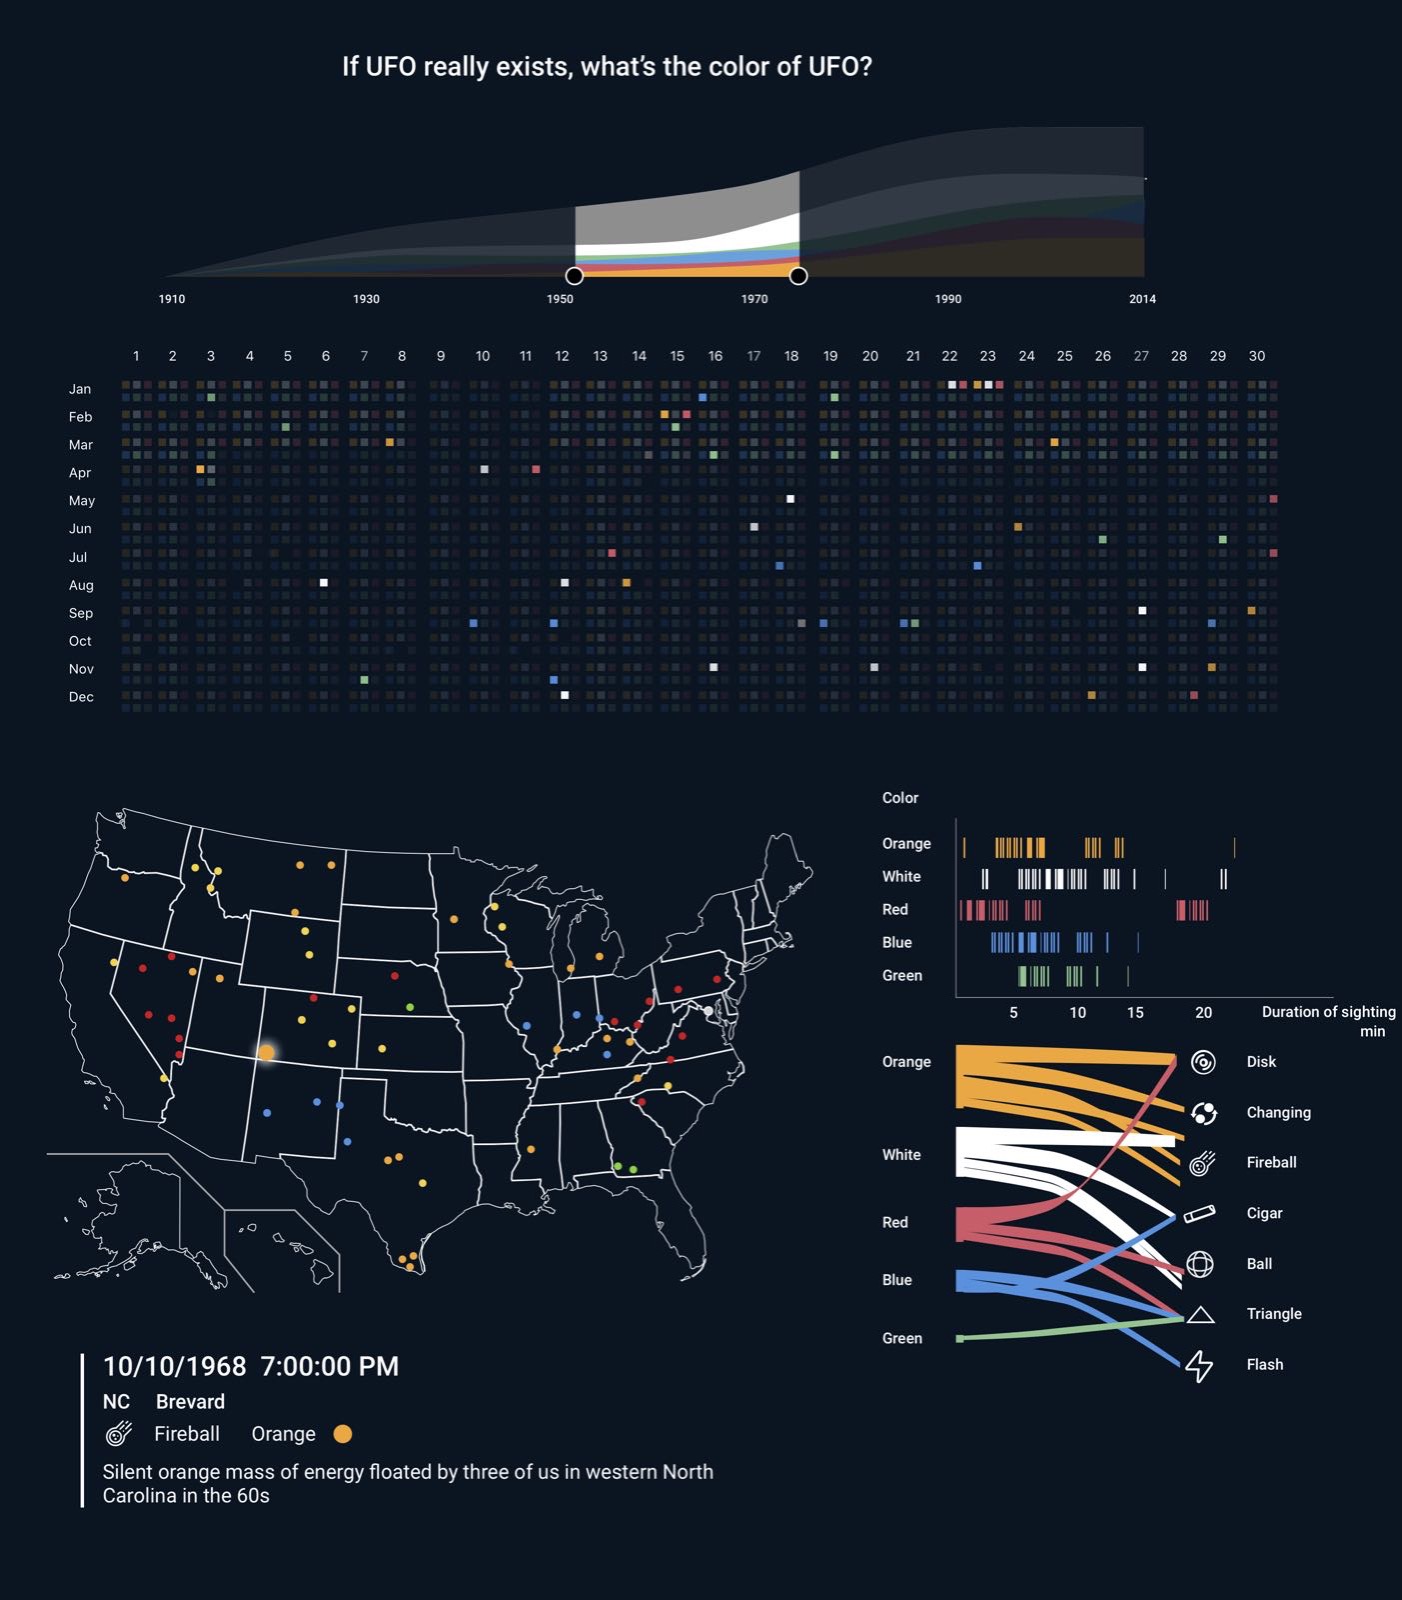 If UFO really exists, what's the color of UFO?
1910 1930 1950 1970 1990 2014
1 2 3 4 5 6 7 8 9 10 11 12 13 14 15 16 17 18 19 20 21 22 23 24 25 26 27 28 29 30
Jan
Feb
Mar
Apr
May
Jun
Jul
Aug
Sep
Oct
Nov
Dec
Color
Orange
White
Red
Blue
Green
5 10 15 20 Duration of sighting
min
Orange
White
Red
Blue
Green
Disk
Changing
Fireball
Cigar
Ball
Triangle
Flash
10/10/1968 7:00:00 PM
NC Brevard
Fireball Orange
Silent orange mass of energy floated by three of us in western North
Carolina in the 60s